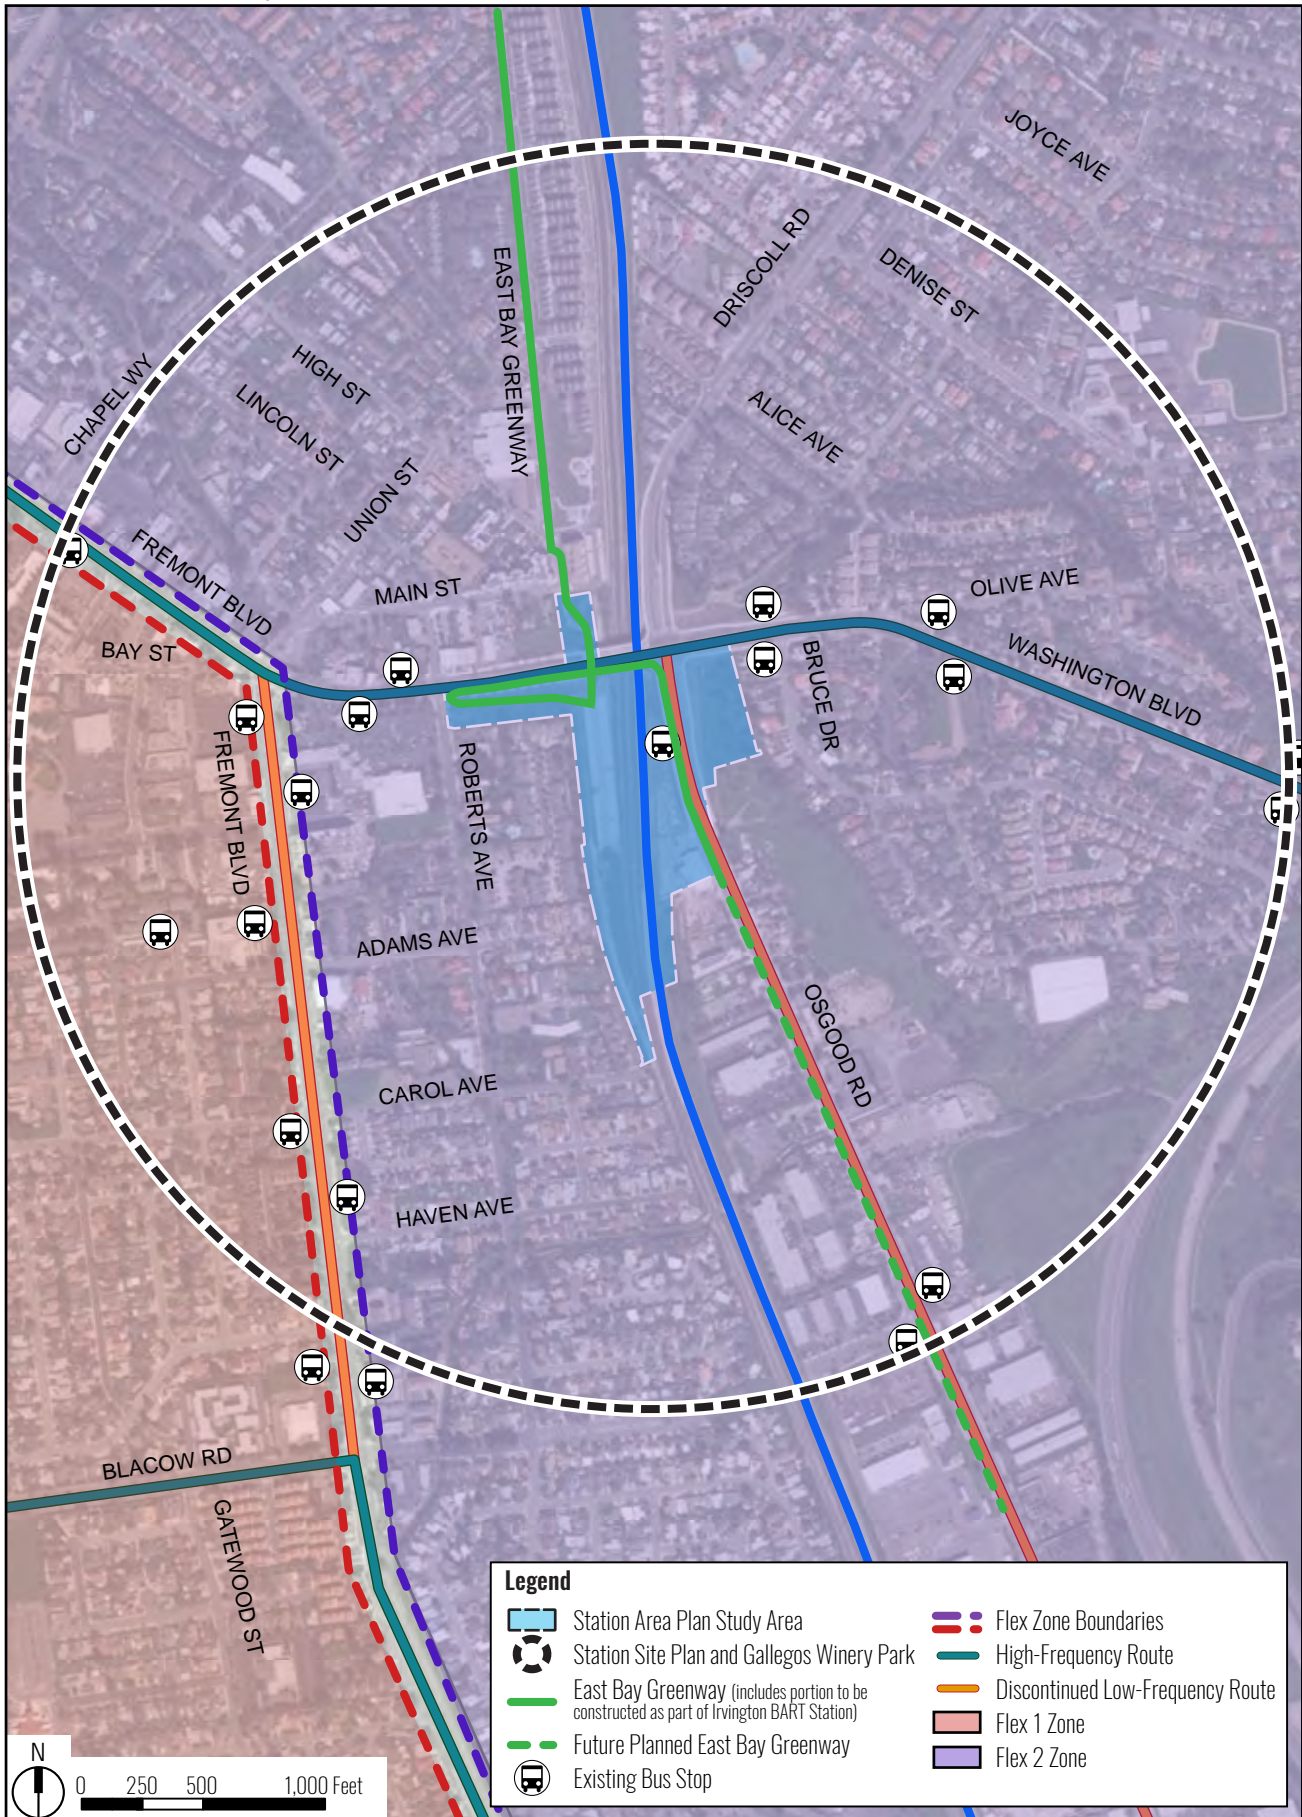 JOYCE AVE
DRISCOLL RD
DENISE ST
EAST BAY GREENWAY
HIGH ST
CHAPEL WY
LINCOLN ST
ALICE AVE
UNION ST
FREMONT BLVD
MAIN ST
OLIVE AVE
BAY ST
BRUCE DR
WASHINGTON BLVD
FREMONT BLVD
ROBERTS AVE
ADAMS AVE
OSGOOD RD
CAROL AVE
HAVEN AVE
BLACOW RD
GATEWOOD ST
Legend
Station Area Plan Study Area
Station Site Plan and Gallegos Winery Park
East Bay Greenway (includes portion to be
constructed as part of Irvington BART Station)
Future Planned East Bay Greenway
Existing Bus Stop
Flex Zone Boundaries
High-Frequency Route
Discontinued Low-Frequency Route
Flex 1 Zone
Flex 2 Zone
N
0 250 500 1,000 Feet